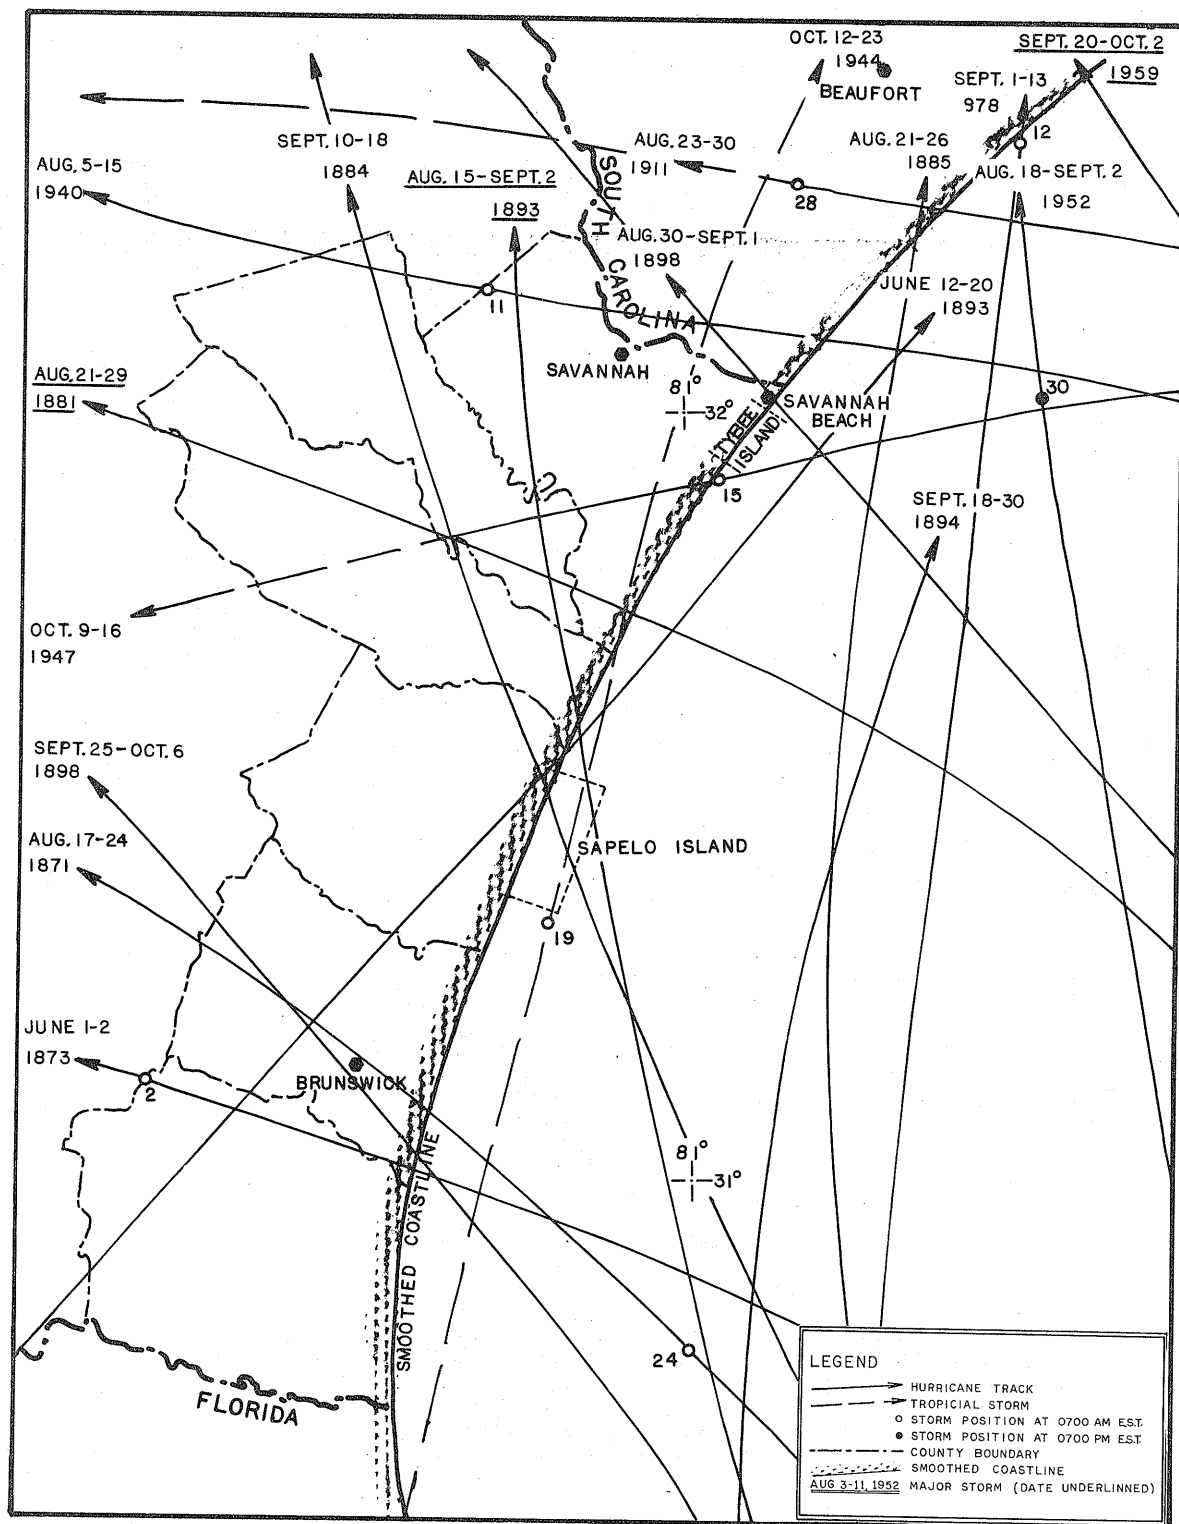 OCT. 12-23
1944
BEAUFORT
SEPT. 20-OCT. 2
1959
SEPT. 1-13
978
12
SEPT. 10-18
1884
AUG. 23-30
1911
28
AUG. 21-26
1885
AUG. 18-SEPT. 2
1952
AUG. 5-15
1940
AUG. 15-SEPT. 2
1893
SOUTH
CAROLINA
AUG. 30-SEPT. 1
1898
JUNE 12-20
1893
11
SAVANNAH
81°
32°
SAVANNAH
BEACH
30
AUG. 21-29
1881
TYBEE
ISLAND
15
SEPT. 18-30
1894
OCT. 9-16
1947
SEPT. 25-OCT. 6
1898
AUG. 17-24
1871
SAPELO ISLAND
19
JUNE 1-2
1873
2
BRUNSWICK
81°
31°
SMOOTHED COASTLINE
24
FLORIDA
LEGEND
HURRICANE TRACK
TROPICIAL STORM
STORM POSITION AT 0700 AM E.S.T.
STORM POSITION AT 0700 PM E.S.T.
COUNTY BOUNDARY
SMOOTHED COASTLINE
AUG 3-11, 1952 MAJOR STORM (DATE UNDERLINNED)